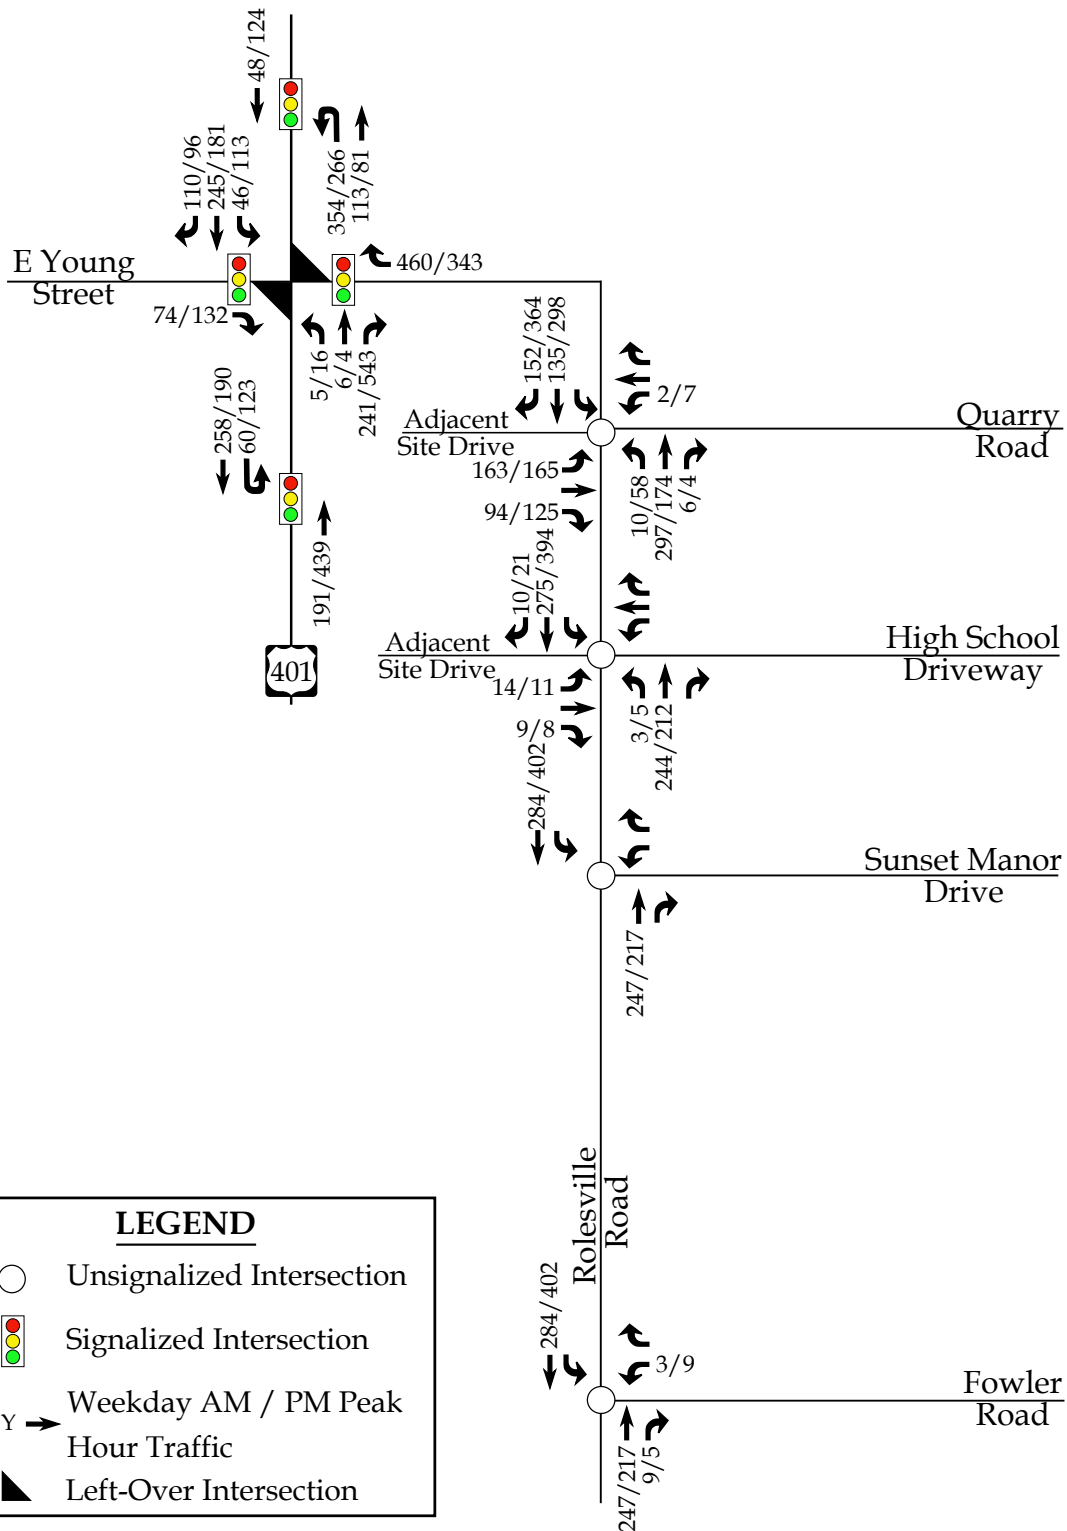 48/124
110/96
245/181
46/113
354/266
113/81
E Young
Street
460/343
74/132
5/16
6/4
241/543
258/190
60/123
191/439
401
152/364
135/298
2/7
Adjacent
Site Drive
Quarry
Road
163/165
94/125
10/58
297/174
6/4
10/21
275/394
Adjacent
Site Drive
High School
Driveway
14/11
9/8
3/5
244/212
284/402
Sunset Manor
Drive
247/217
Rolesville
Road
284/402
3/9
Fowler
Road
247/217
9/5
LEGEND
Unsignalized Intersection
Signalized Intersection
Y
Weekday AM / PM Peak
Hour Traffic
Left-Over Intersection